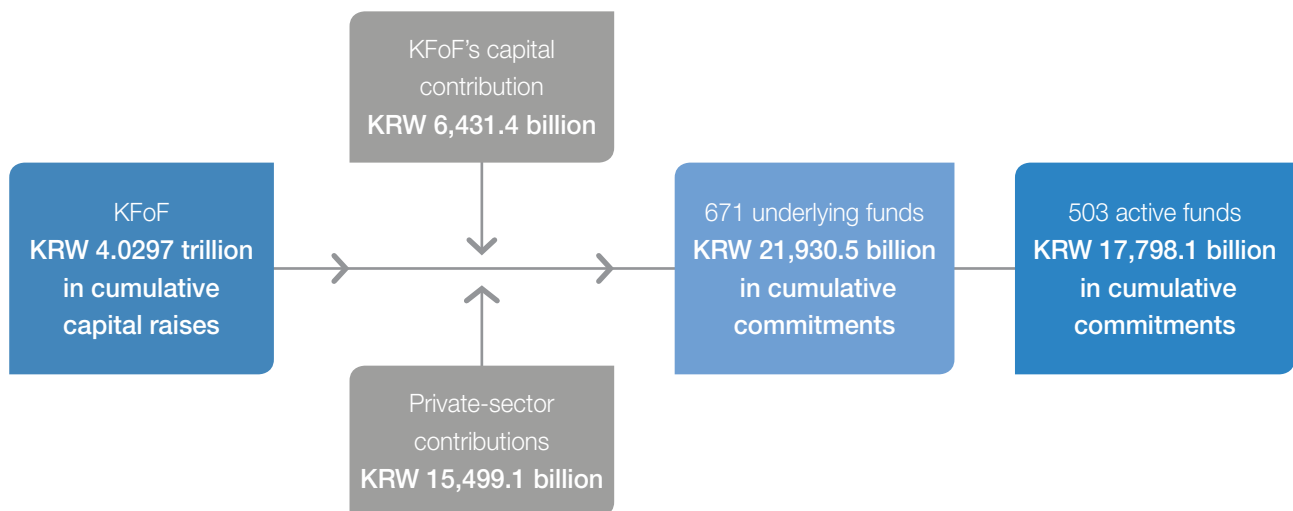 KFoF's capital
contribution
KRW 6,431.4 billion
KFoF
KRW 4.0297 trillion
in cumulative
capital raises
671 underlying funds
KRW 21,930.5 billion
in cumulative
commitments
503 active funds
KRW 17,798.1 billion
in cumulative
commitments
Private-sector
contributions
KRW 15,499.1 billion